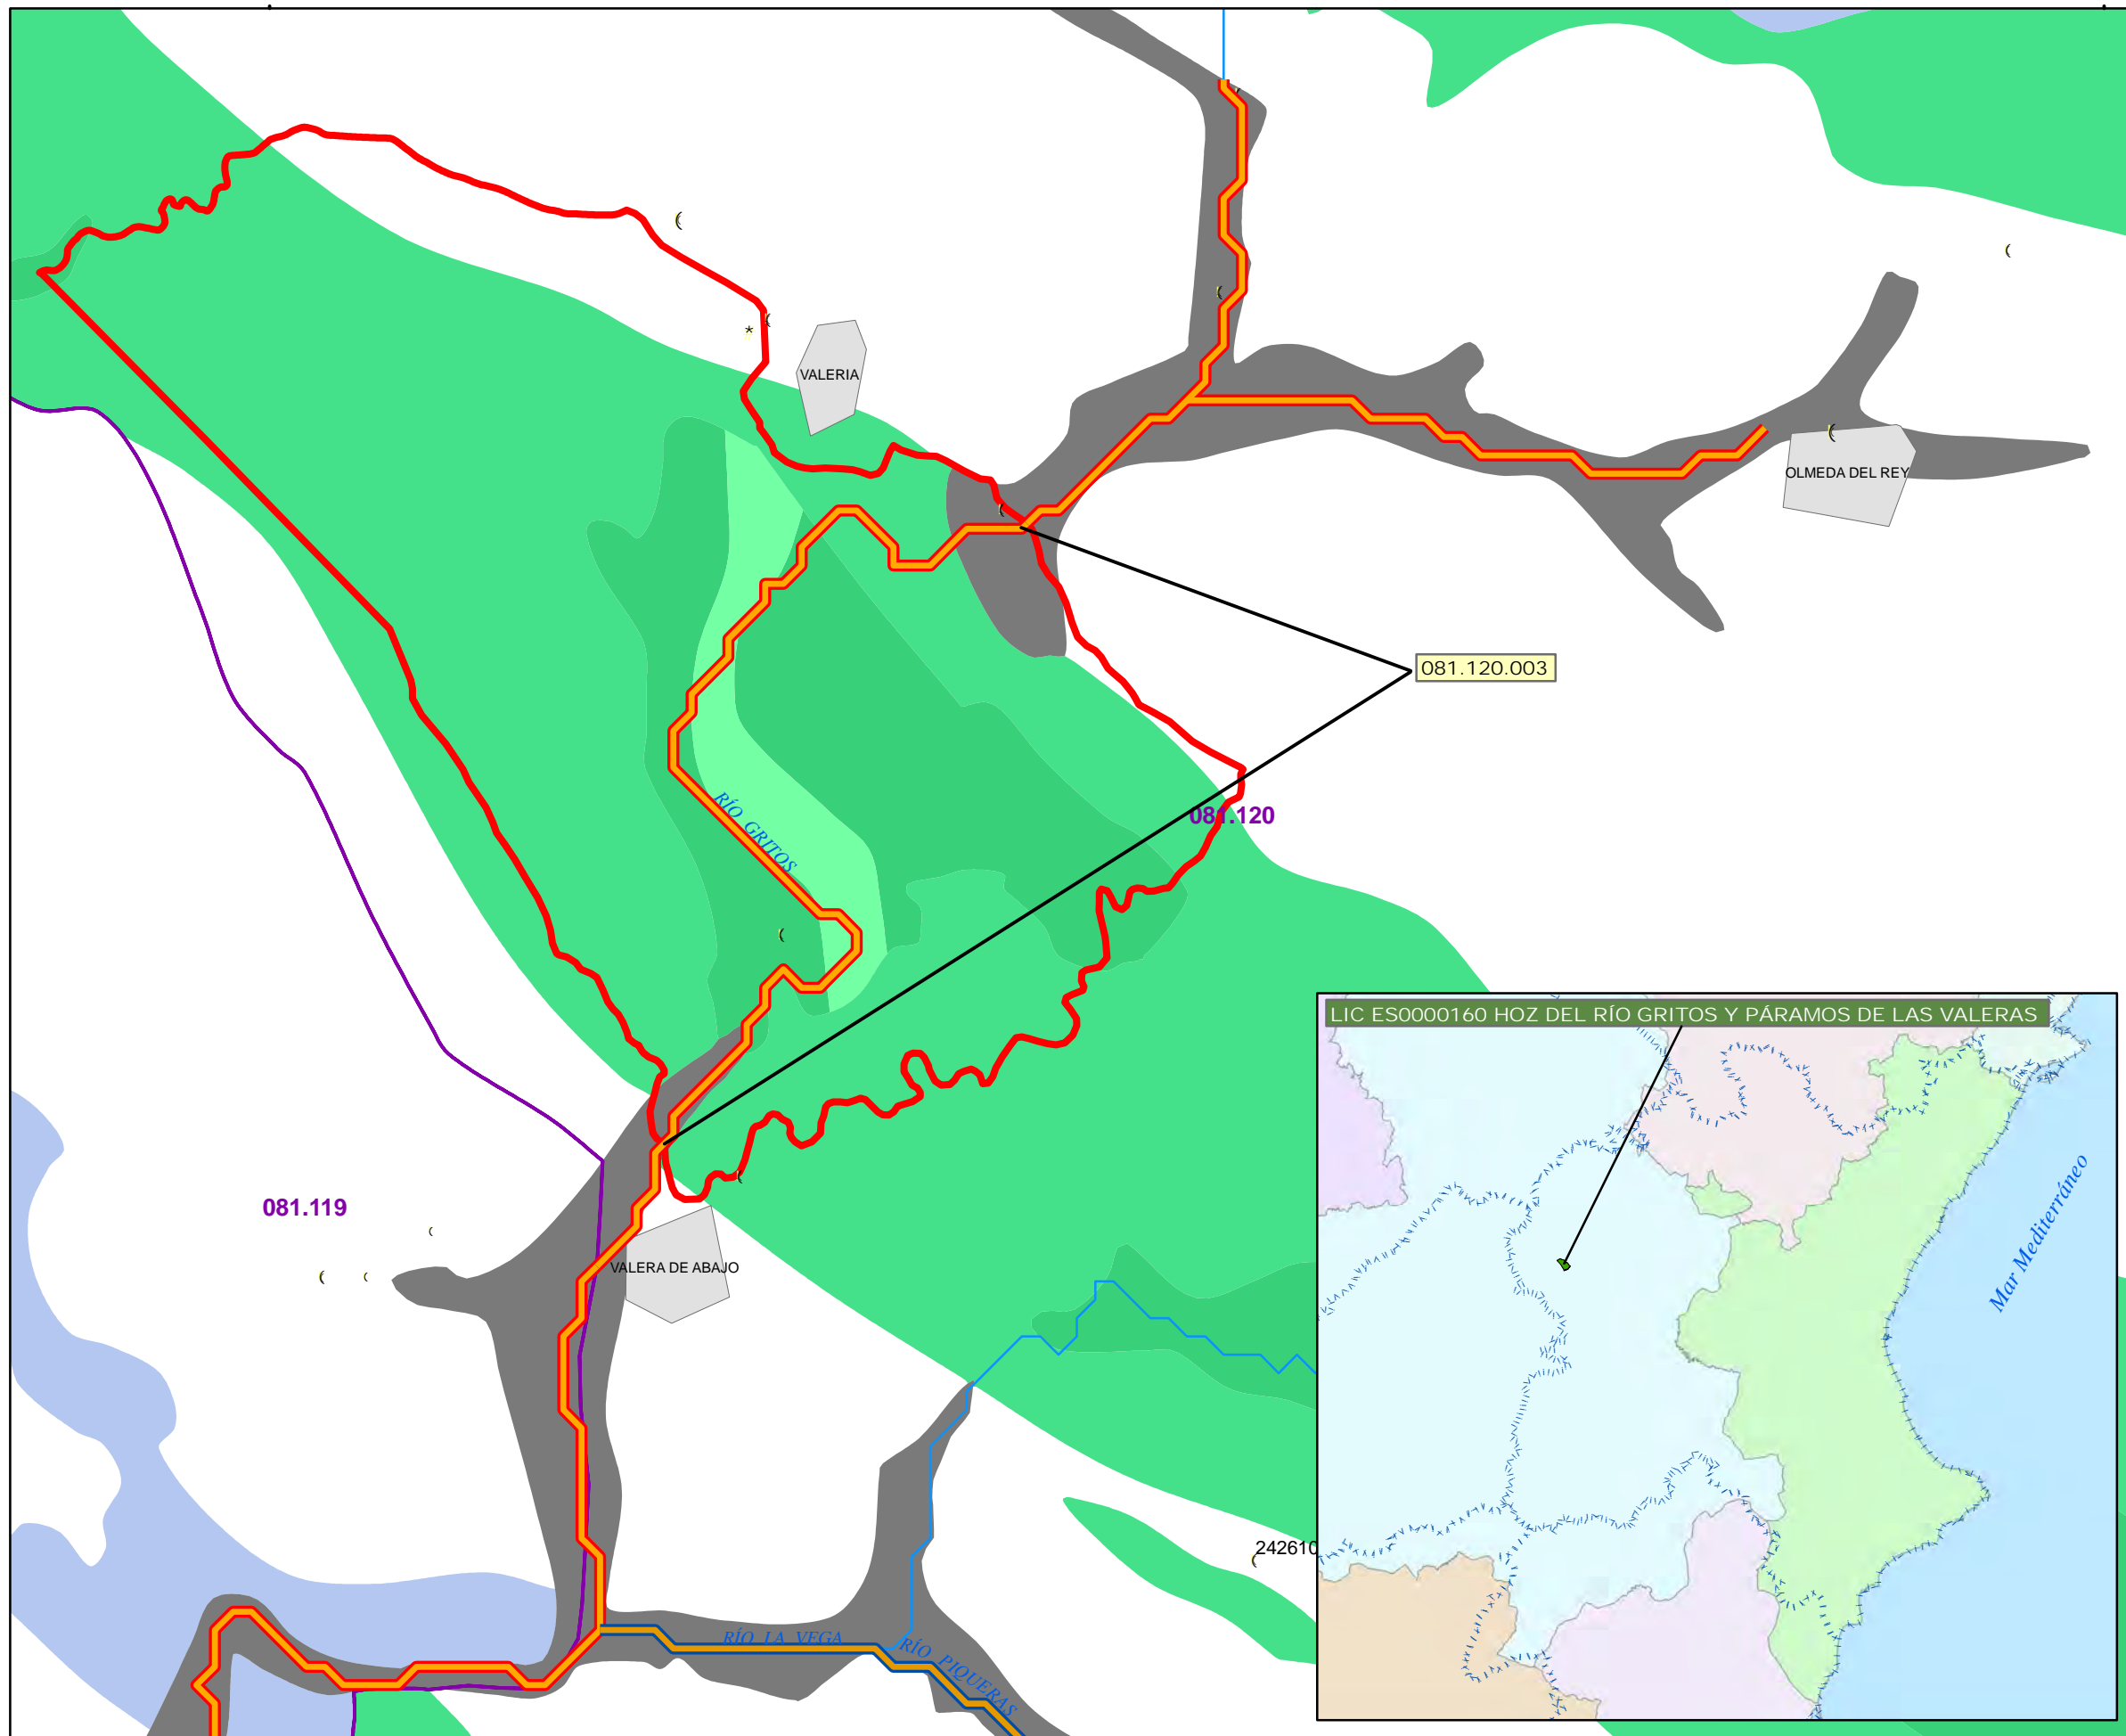 VALERIA
OLMEDA DEL REY
081.120.003
RÍO GRITOS
081.120
LIC ES0000160 HOZ DEL RÍO GRITOS Y PÁRAMOS DE LAS VALERAS
Mar Mediterráneo
081.119
VALERA DE ABAJO
242610
RÍO LA VEGA
RÍO PIQUERAS